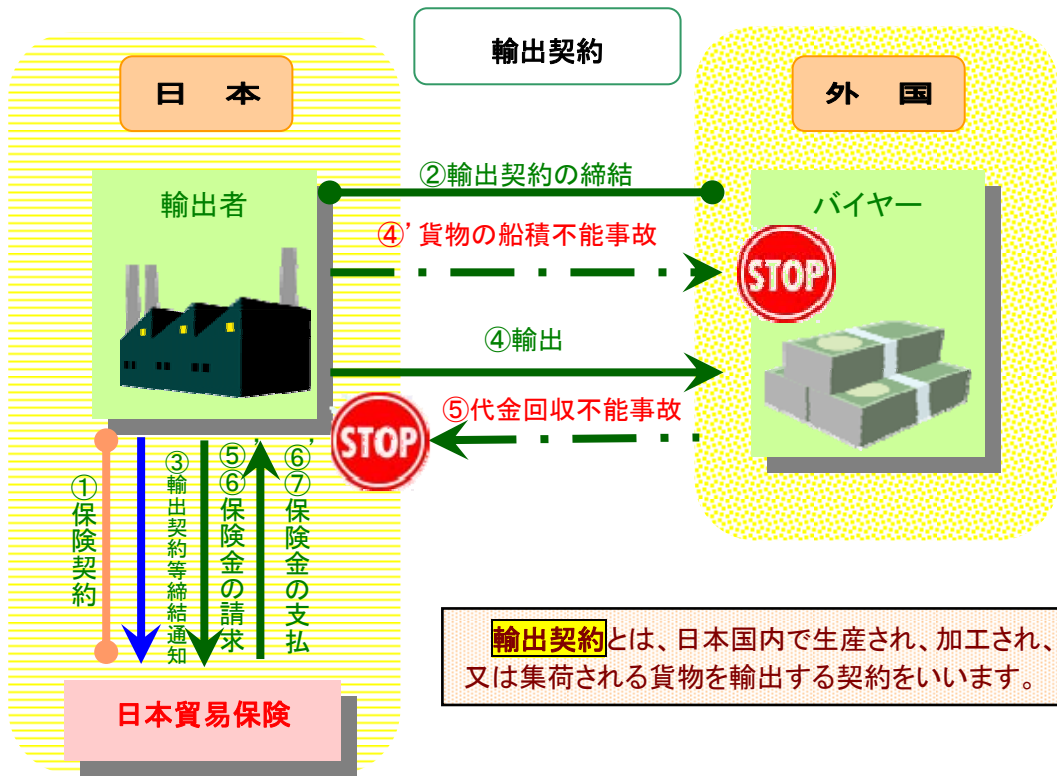 輸出契約
日 本
外 国
輸出者
バイヤー
②輸出契約の締結
④’貨物の船積不能事故
STOP
④輸出
⑤代金回収不能事故
STOP
①保険契約
③輸出契約等締結通知
⑤’⑥保険金の請求
⑥’⑦保険金の支払
日本貿易保険
輸出契約とは、日本国内で生産され、加工され、
又は集荷される貨物を輸出する契約をいいます。